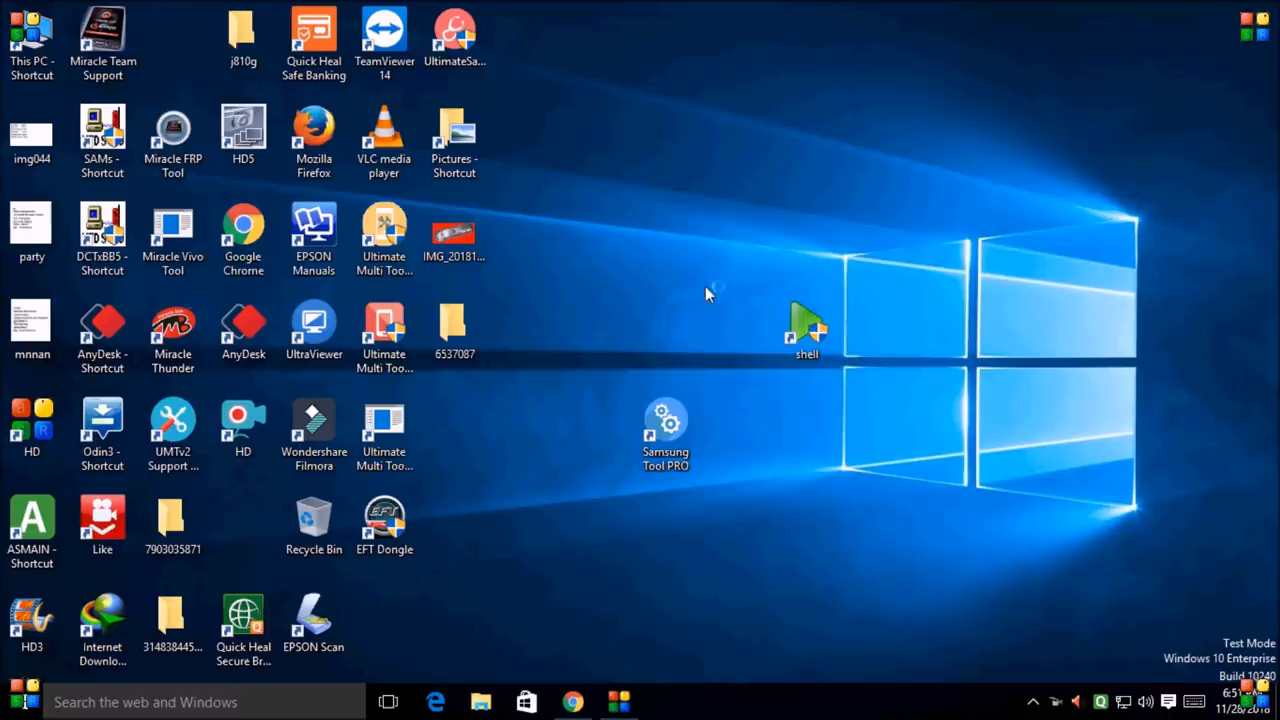 This PC -
Shortcut
Miracle Team
Support
j810g
Quick Heal
Safe Banking
TeamViewer
14
UltimateSa...
img044
SAMs -
Shortcut
Miracle FRP
Tool
HD5
Mozilla
Firefox
VLC media
player
Pictures -
Shortcut
party
DCTxBB5 -
Shortcut
Miracle Vivo
Tool
Google
Chrome
EPSON
Manuals
Ultimate
Multi Too...
IMG_20181...
mnnan
AnyDesk -
Shortcut
Miracle
Thunder
AnyDesk
UltraViewer
Ultimate
Multi Too...
6537087
shell
HD
Odin3 -
Shortcut
UMTv2
Support ...
HD
Wondershare
Filmora
Ultimate
Multi Too...
Samsung
Tool PRO
ASMAIN -
Shortcut
Like
7903035871
Recycle Bin
EFT
EFT Dongle
HD3
Internet
Downlo...
314838445...
Quick Heal
Secure Br...
EPSON Scan
Test Mode
Windows 10 Enterprise
Build 10240
Search the web and Windows